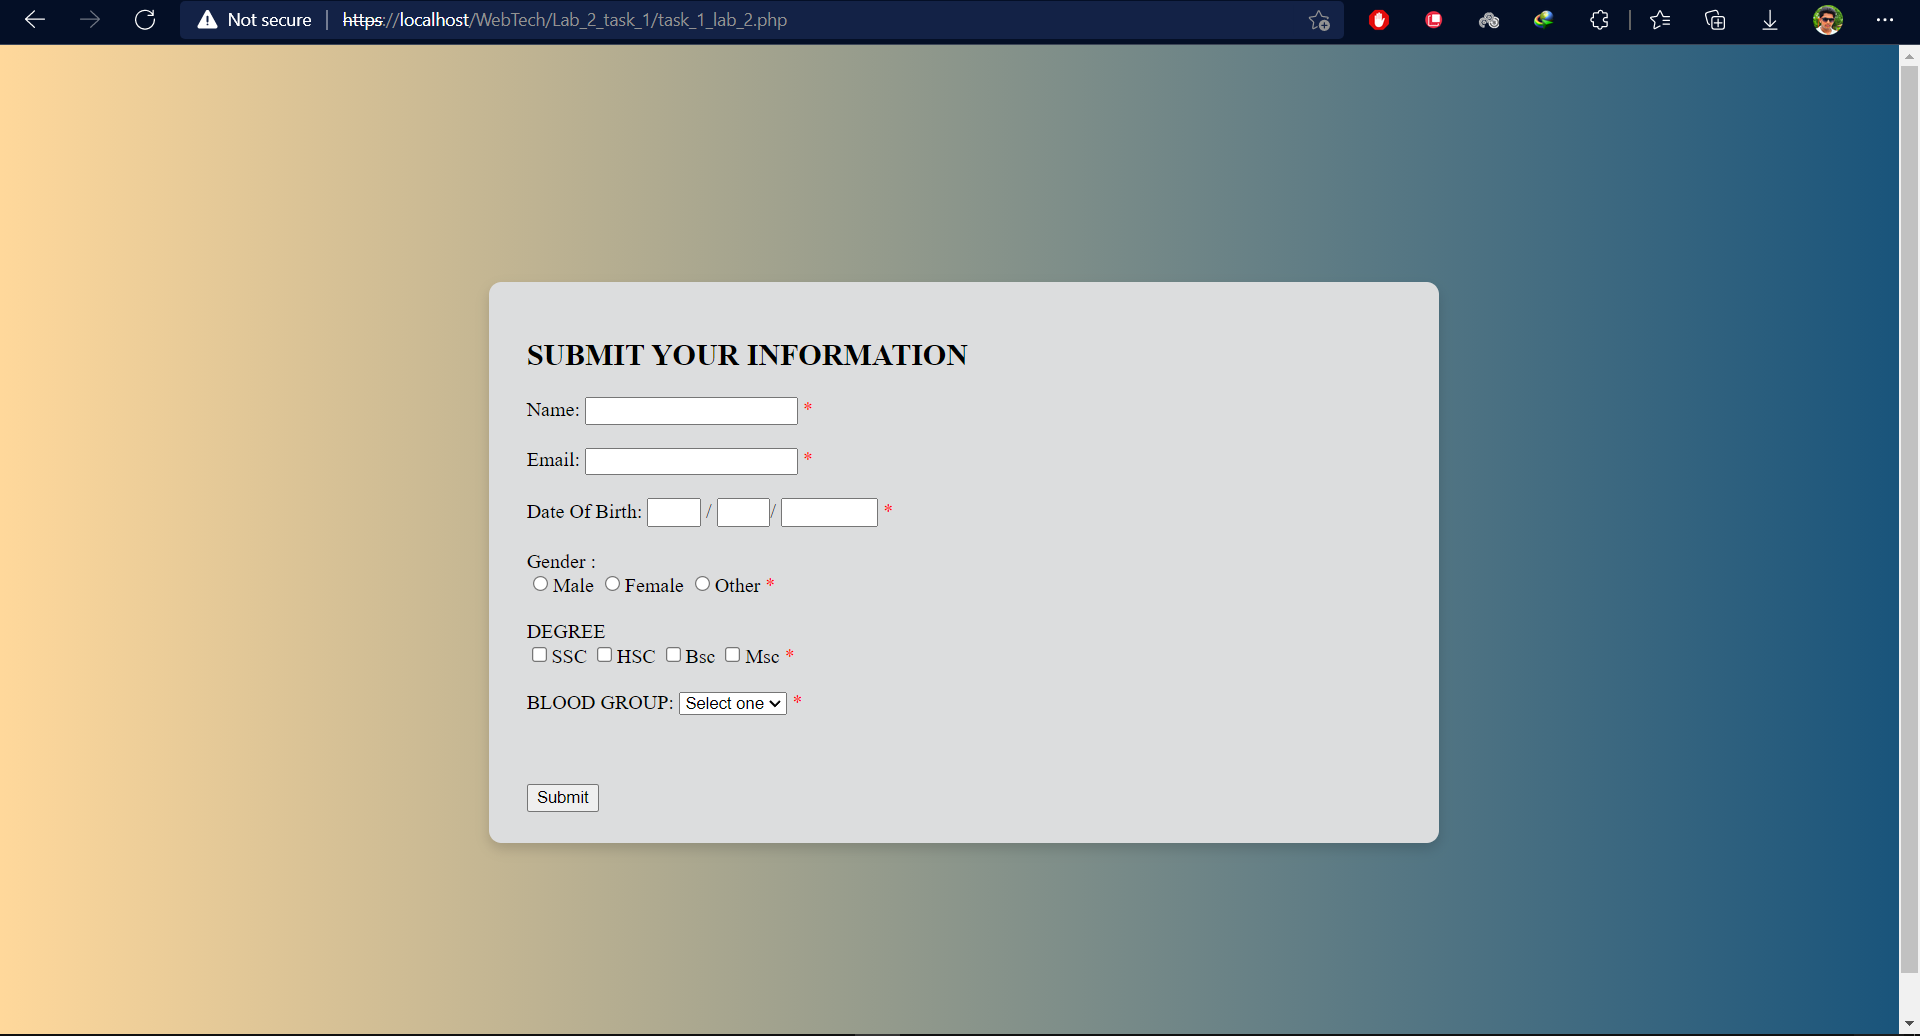 Not secure | https://localhost/WebTech/Lab_2_task_1/task_1_lab_2.php
SUBMIT YOUR INFORMATION
Name: *
Email: *
Date Of Birth: / / *
Gender :
Male Female Other *
DEGREE
SSC HSC Bsc Msc *
BLOOD GROUP: Select one *
Submit